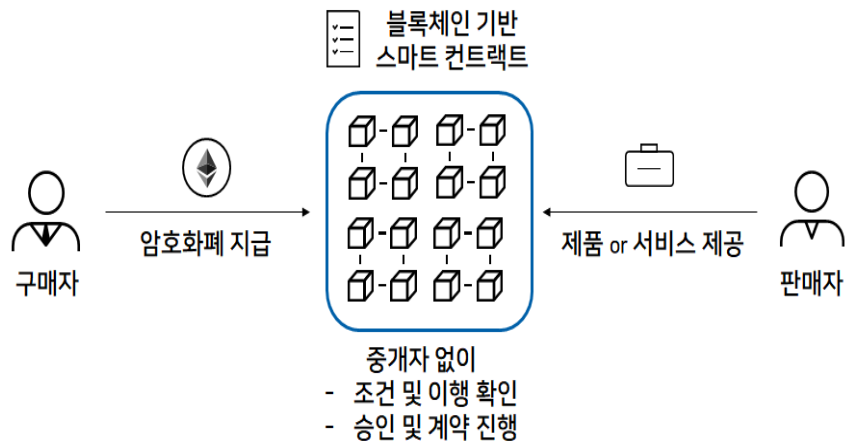 블록체인 기반
스마트 컨트랙트
암호화폐 지급
제품 or 서비스 제공
구매자
판매자
중개자 없이
- 조건 및 이행 확인
- 승인 및 계약 진행